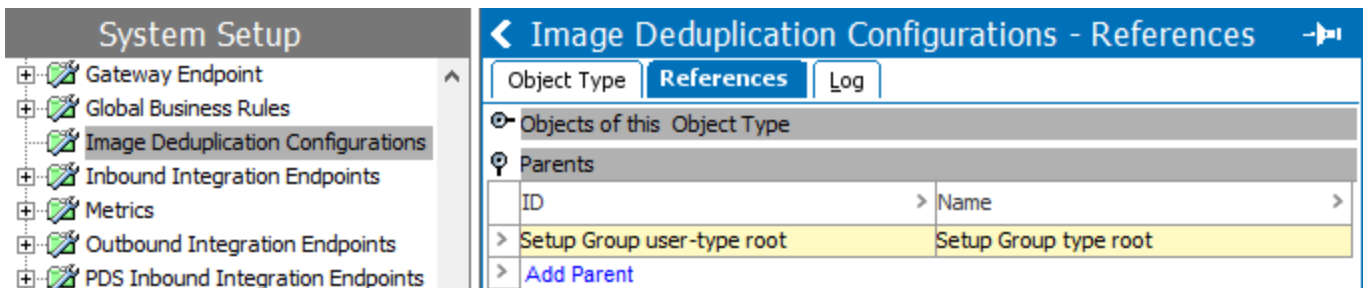 System Setup
Gateway Endpoint
Global Business Rules
Image Deduplication Configurations
Inbound Integration Endpoints
Metrics
Outbound Integration Endpoints
PDS Inbound Integration Endpoints
Image Deduplication Configurations - References
Object Type References Log
Objects of this Object Type
Parents
ID > Name >
> Setup Group user-type root Setup Group type root
> Add Parent